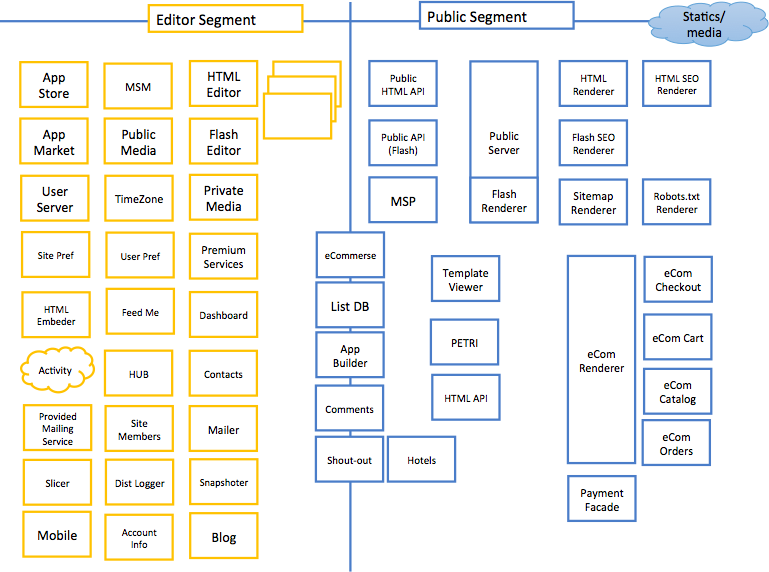 Editor Segment
Public Segment
Statics/
media
App
Store
MSM
HTML
Editor
Public
HTML API
Public
Server
HTML
Renderer
HTML SEO
Renderer
App
Market
Public
Media
Flash
Editor
Public API
(Flash)
Flash SEO
Renderer
User
Server
TimeZone
Private
Media
MSP
Flash
Renderer
Sitemap
Renderer
Robots.txt
Renderer
Site Pref
User Pref
Premium
Services
eCommerse
Template
Viewer
eCom
Renderer
eCom
Checkout
HTML
Embeder
Feed Me
Dashboard
List DB
PETRI
eCom Cart
Activity
HUB
Contacts
App
Builder
HTML API
eCom
Catalog
Provided
Mailing
Service
Site
Members
Mailer
Comments
eCom
Orders
Slicer
Dist Logger
Snapshoter
Shout-out
Hotels
Payment
Facade
Mobile
Account
Info
Blog